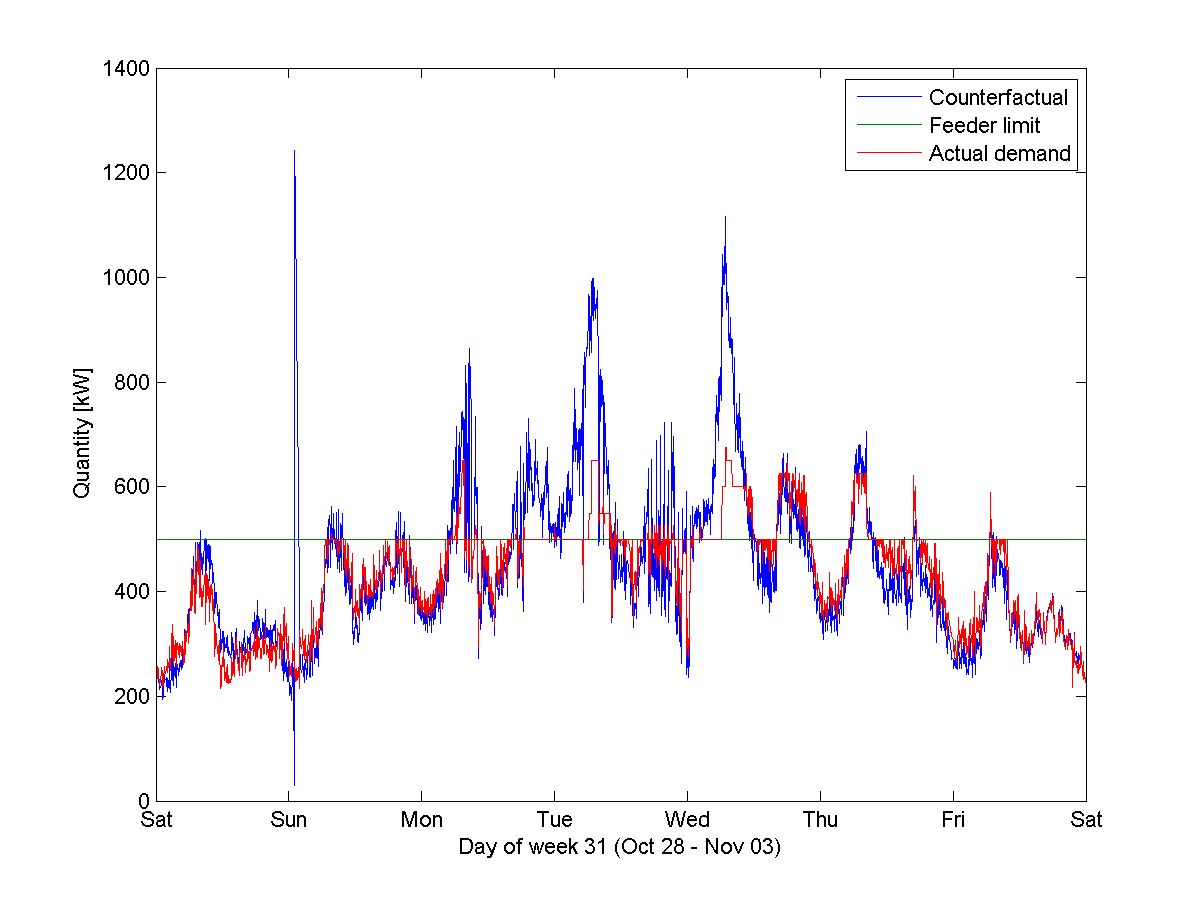 1400
1200
1000
800
600
400
200
0
Quantity [kW]
Counterfactual
Feeder limit
Actual demand
Sat Sun Mon Tue Wed Thu Fri Sat
Day of week 31 (Oct 28 - Nov 03)